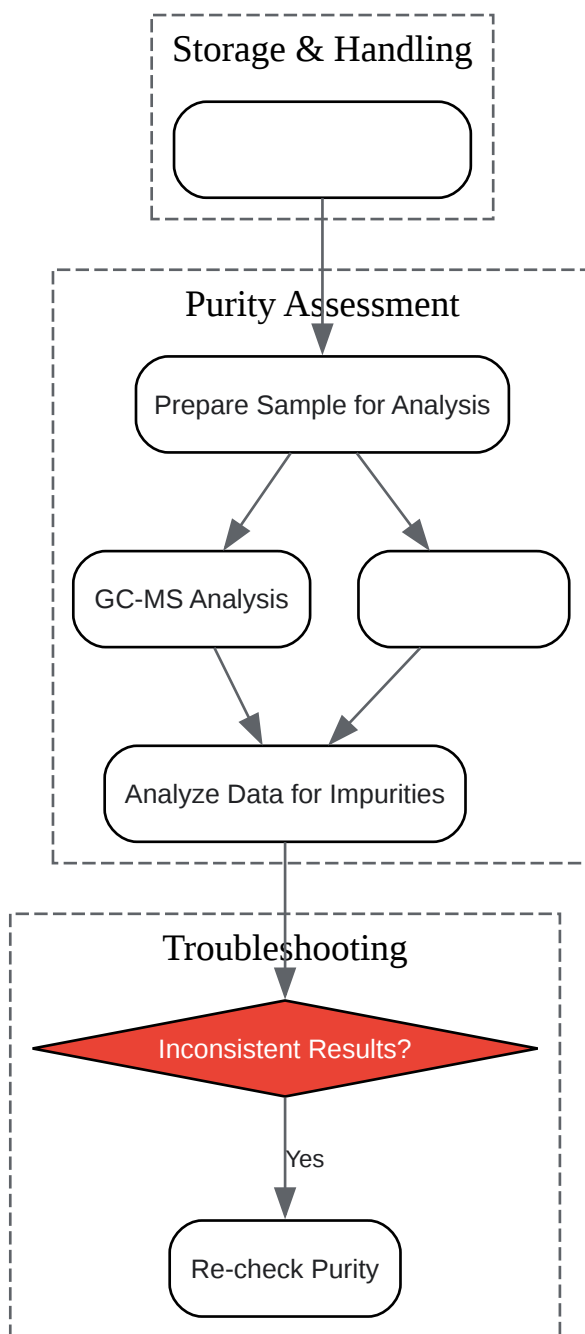 Storage & Handling
Purity Assessment
Prepare Sample for Analysis
GC-MS Analysis
Analyze Data for Impurities
Troubleshooting
Inconsistent Results?
Yes
Re-check Purity